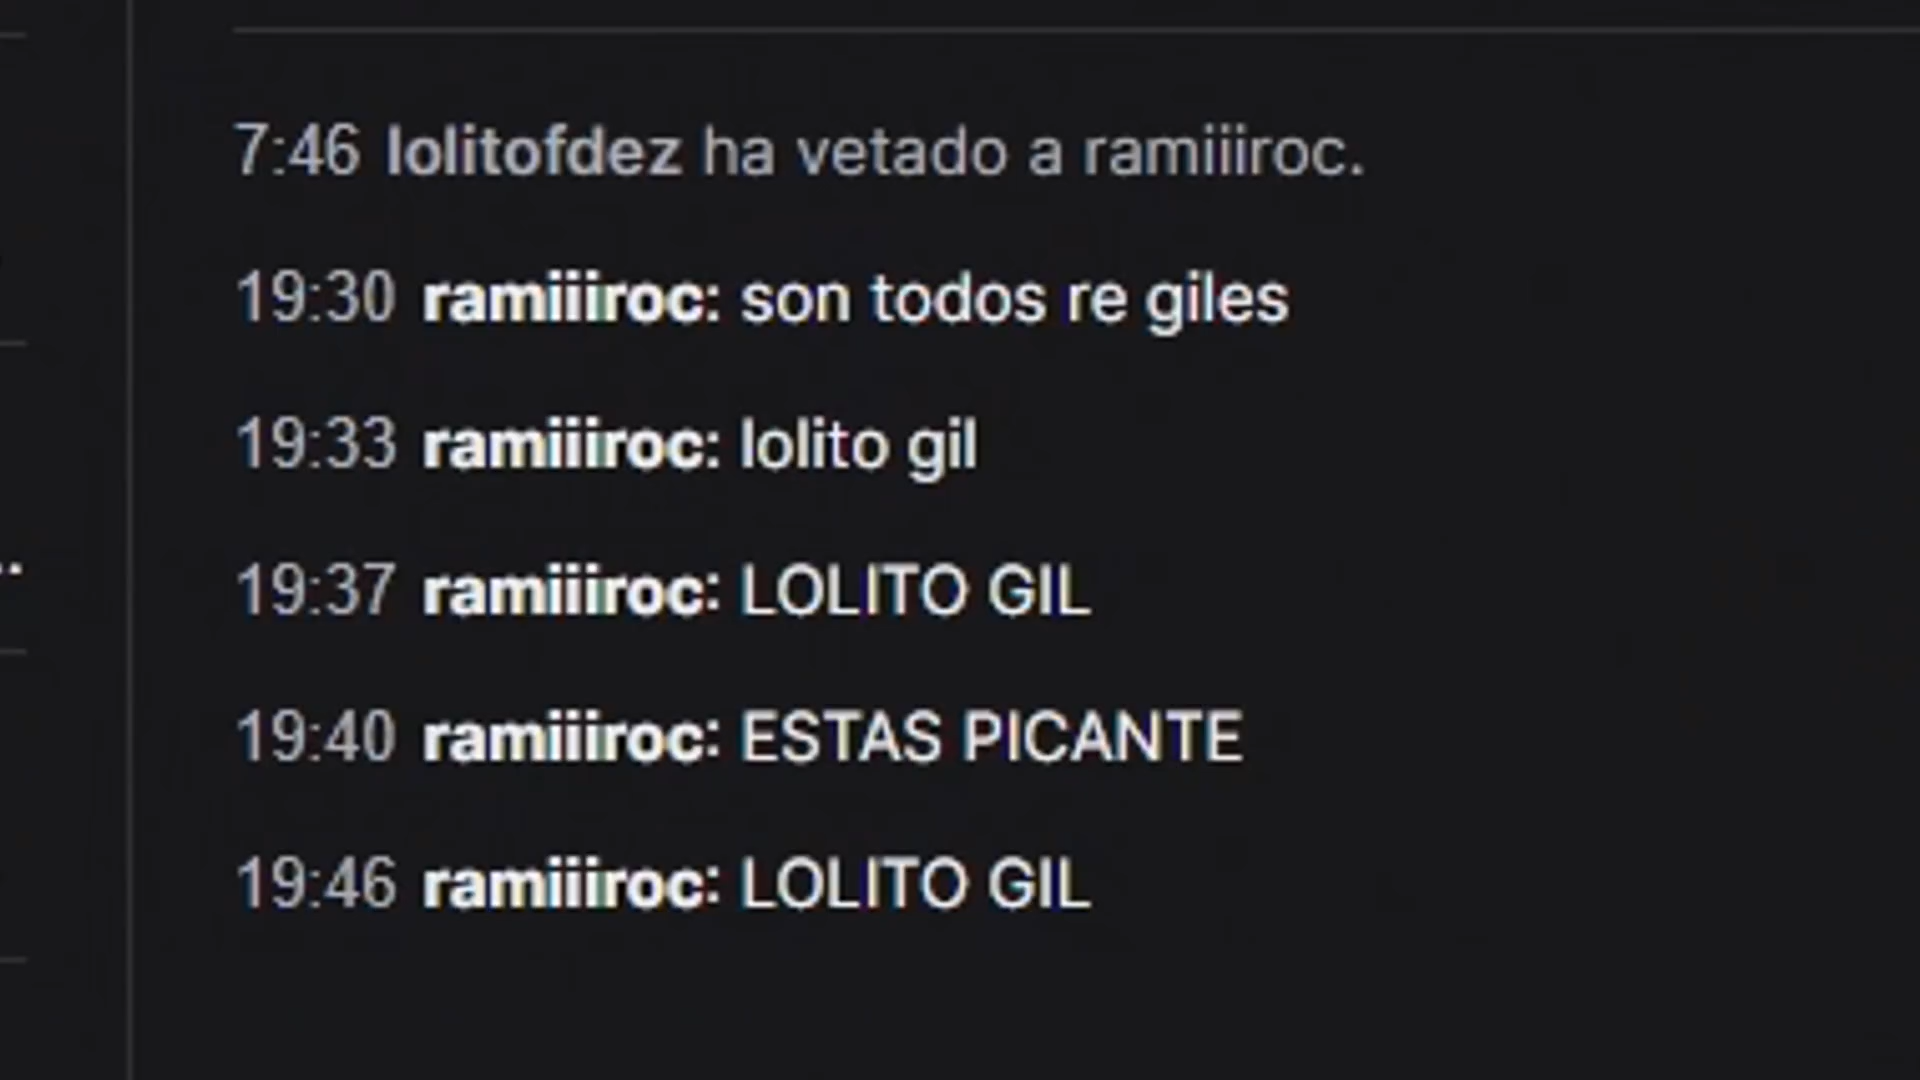 7:46 lolitofdez ha vetado a ramiiiroc.
19:30 ramiiiroc: son todos re giles
19:33 ramiiiroc: lolito gil
19:37 ramiiiroc: LOLITO GIL
19:40 ramiiiroc: ESTAS PICANTE
19:46 ramiiiroc: LOLITO GIL